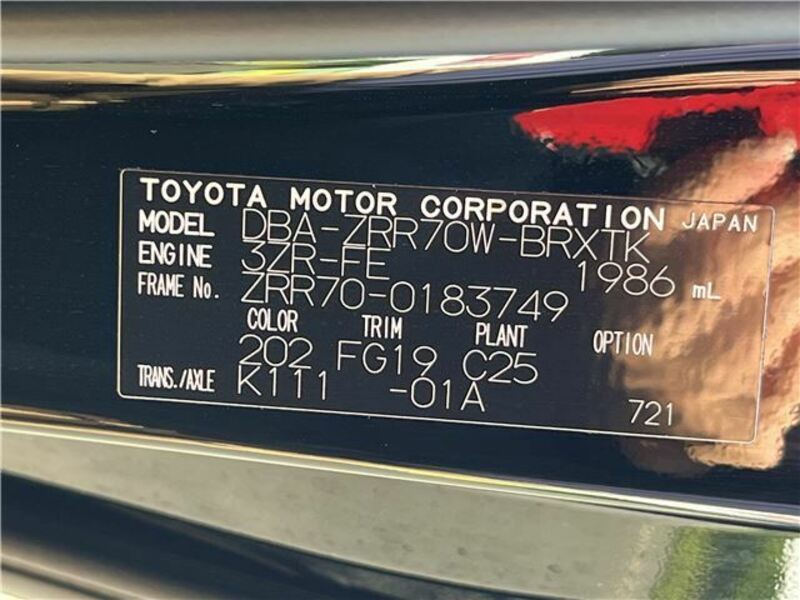 TOYOTA MOTOR CORPORATION JAPAN
MODEL DBA-ZRR70W-BRXTK
ENGINE 3ZR-FE 1986 mL
FRAME No. ZRR70-0183749
COLOR TRIM PLANT OPTION
202 FG19 C25
TRANS./AXLE K111 -01A 721